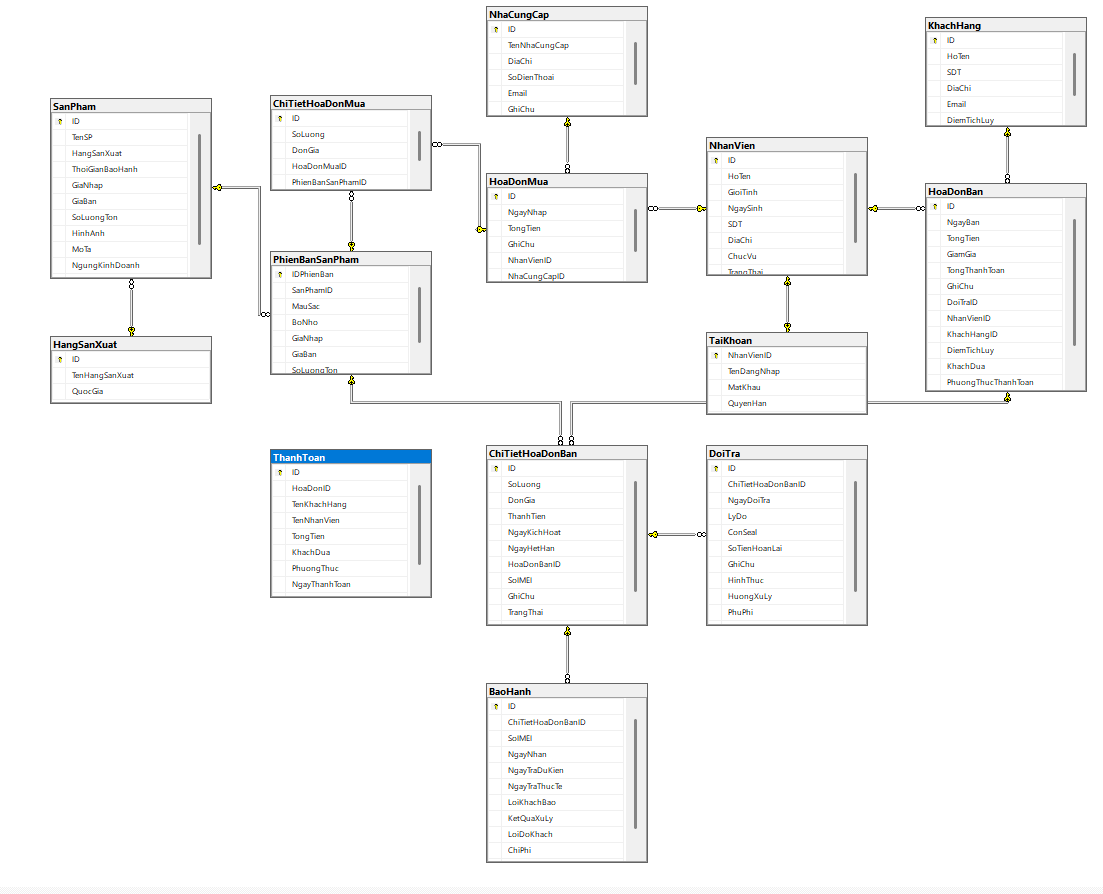 NhaCungCap
ID
TenNhaCungCap
DiaChi
SoDienThoai
Email
GhiChu
KhachHang
ID
HoTen
SDT
DiaChi
Email
DiemTichLuy
SanPham
ID
TenSP
HangSanXuat
ThoiGianBaoHanh
GiaNhap
GiaBan
SoLuongTon
HinhAnh
MoTa
NgungKinhDoanh
ChiTietHoaDonMua
ID
SoLuong
DonGia
HoaDonMuaID
PhienBanSanPhamID
NhanVien
ID
HoTen
GioiTinh
NgaySinh
SDT
DiaChi
ChucVu
TrangThai
HoaDonMua
ID
NgayNhap
TongTien
GhiChu
NhanVienID
NhaCungCapID
HoaDonBan
ID
NgayBan
TongTien
GiamGia
TongThanhToan
GhiChu
DoiTraID
NhanVienID
KhachHangID
DiemTichLuy
KhachDua
PhuongThucThanhToan
PhienBanSanPham
IDPhienBan
SanPhamID
MauSac
BoNho
GiaNhap
GiaBan
SoLuongTon
HangSanXuat
ID
TenHangSanXuat
QuocGia
TaiKhoan
NhanVienID
TenDangNhap
MatKhau
QuyenHan
ThanhToan
ID
HoaDonID
TenKhachHang
TenNhanVien
TongTien
KhachDua
PhuongThuc
NgayThanhToan
ChiTietHoaDonBan
ID
SoLuong
DonGia
ThanhTien
NgayKichHoat
NgayHetHan
HoaDonBanID
SoIMEI
GhiChu
TrangThai
DoiTra
ID
ChiTietHoaDonBanID
NgayDoiTra
LyDo
ConSeal
SoTienHoanLai
GhiChu
HinhThuc
HuongXuLy
PhuPhi
BaoHanh
ID
ChiTietHoaDonBanID
SoIMEI
NgayNhan
NgayTraDuKien
NgayTraThucTe
LoiKhachBao
KetQuaXuLy
LoiDoKhach
ChiPhi